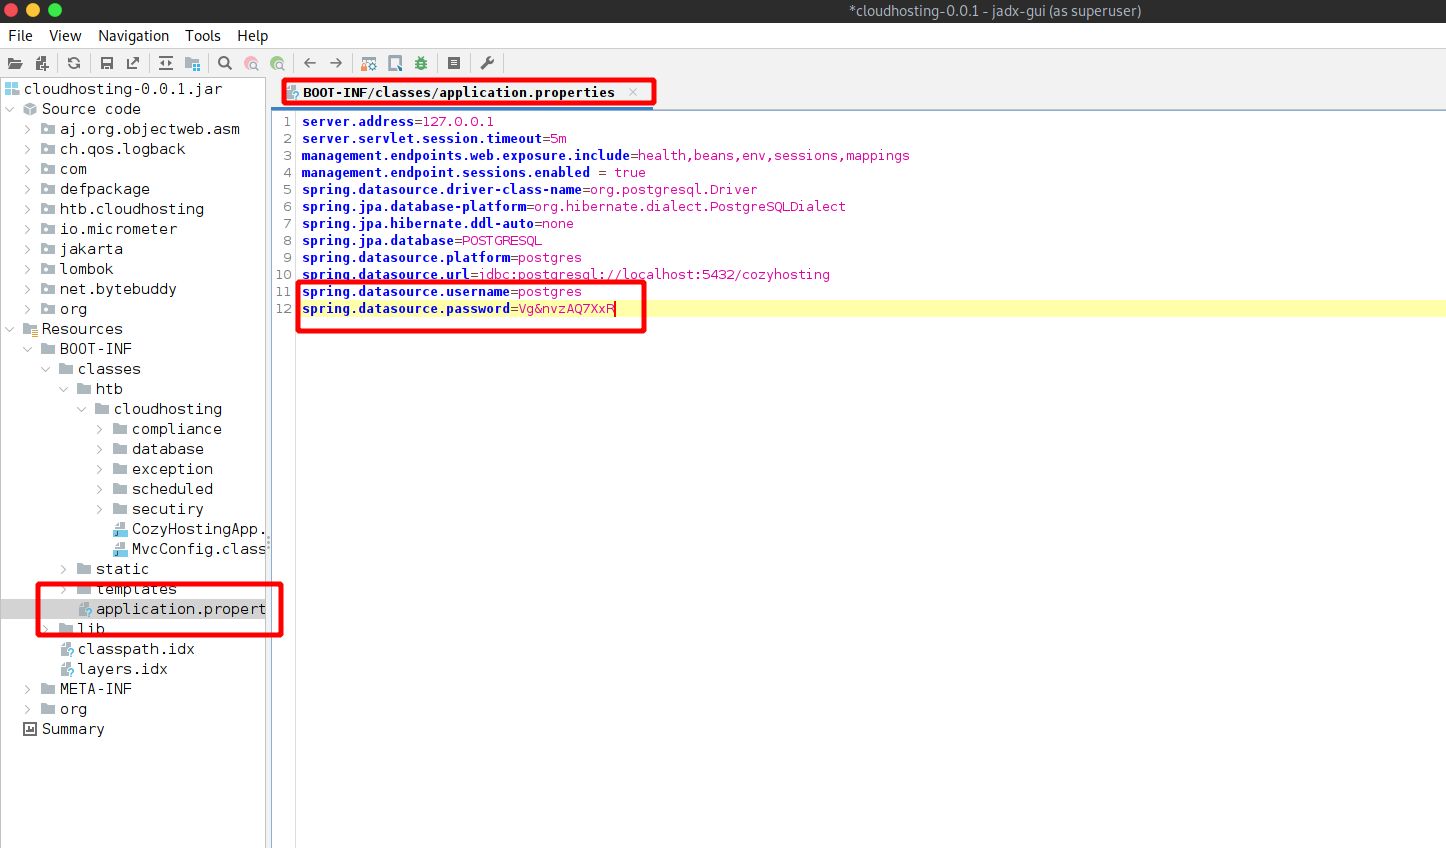 *cloudhosting-0.0.1 - jadx-gui (as superuser)
File View Navigation Tools Help
cloudhosting-0.0.1.jar
Source code
aj.org.objectweb.asm
ch.qos.logback
com
defpackage
htb.cloudhosting
io.micrometer
jakarta
lombok
net.bytebuddy
org
Resources
BOOT-INF
classes
htb
cloudhosting
compliance
database
exception
scheduled
secutiry
CozyHostingApp.
MvcConfig.class
static
templates
application.propert
lib
classpath.idx
layers.idx
META-INF
org
Summary
BOOT-INF/classes/application.properties
1 server.address=127.0.0.1
2 server.servlet.session.timeout=5m
3 management.endpoints.web.exposure.include=health,beans,env,sessions,mappings
4 management.endpoint.sessions.enabled = true
5 spring.datasource.driver-class-name=org.postgresql.Driver
6 spring.jpa.database-platform=org.hibernate.dialect.PostgreSQLDialect
7 spring.jpa.hibernate.ddl-auto=none
8 spring.jpa.database=POSTGRESQL
9 spring.datasource.platform=postgres
10 spring.datasource.url=jdbc:postgresql://localhost:5432/cozyhosting
11 spring.datasource.username=postgres
12 spring.datasource.password=Vg&nvzAQ7XxR